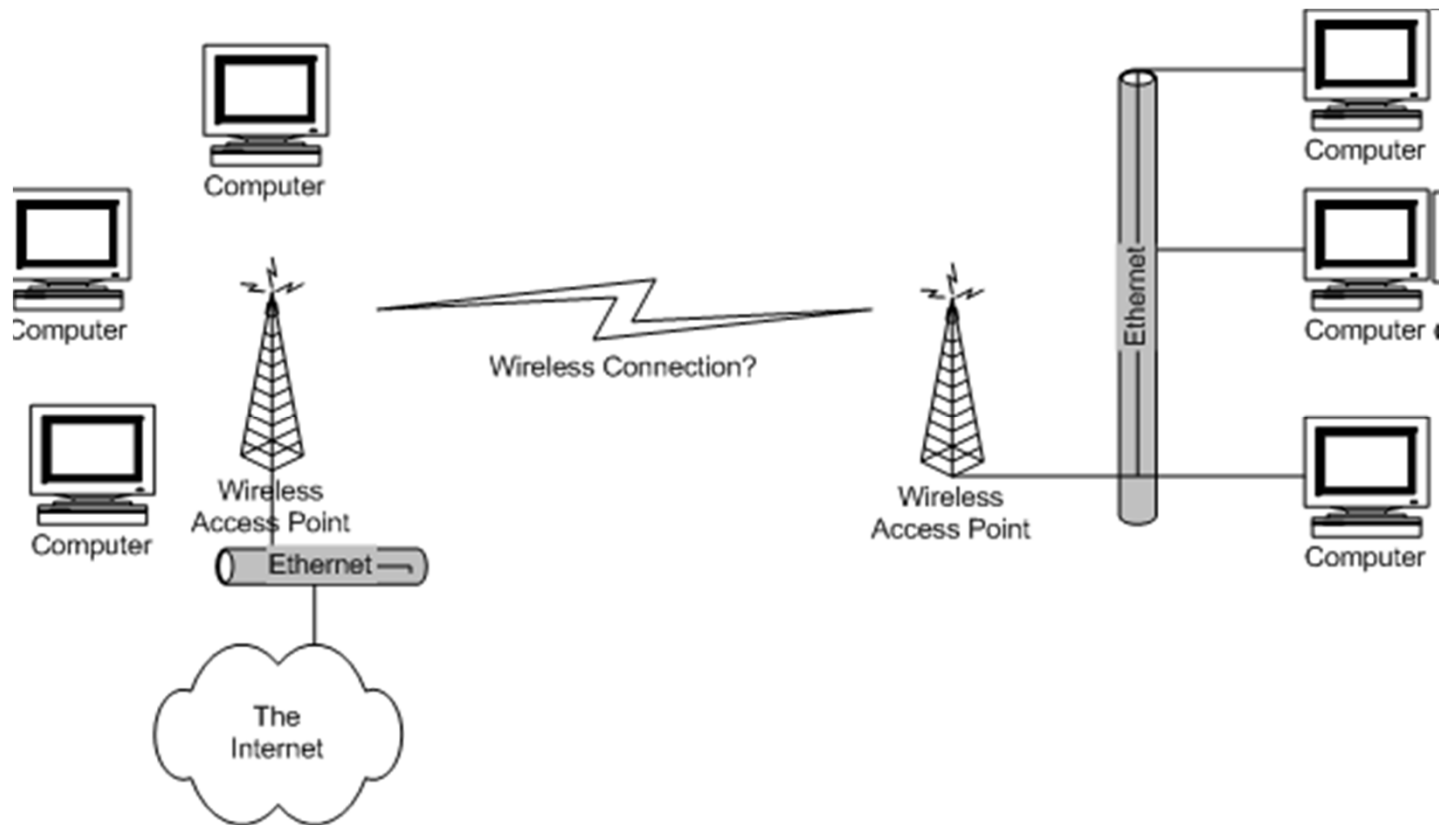 Computer
Computer
Computer
Wireless
Access Point
Ethernet
The
Internet
Wireless Connection?
Wireless
Access Point
Ethernet
Computer
Computer
Computer